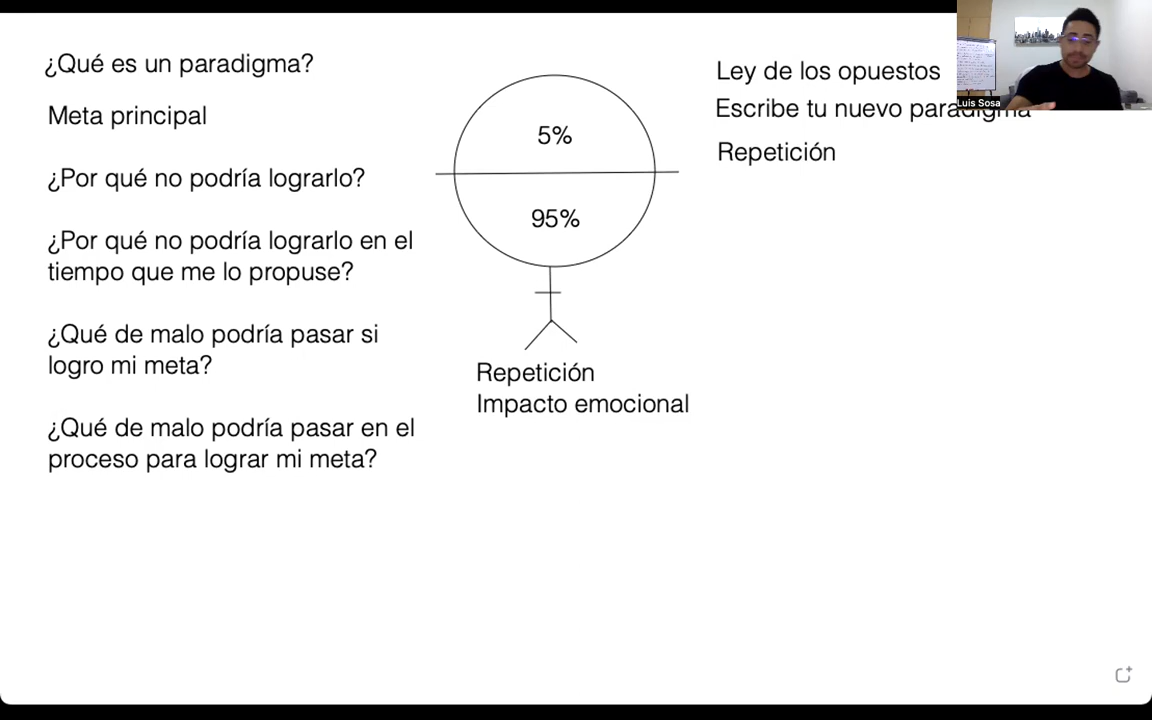 ¿Qué es un paradigma?
Meta principal
¿Por qué no podría lograrlo?
¿Por qué no podría lograrlo en el
tiempo que me lo propuse?
¿Qué de malo podría pasar si
logro mi meta?
¿Qué de malo podría pasar en el
proceso para lograr mi meta?
5%
95%
Repetición
Impacto emocional
Ley de los opuestos
Escribe tu nuevo paradigma
Repetición
Luis Sosa